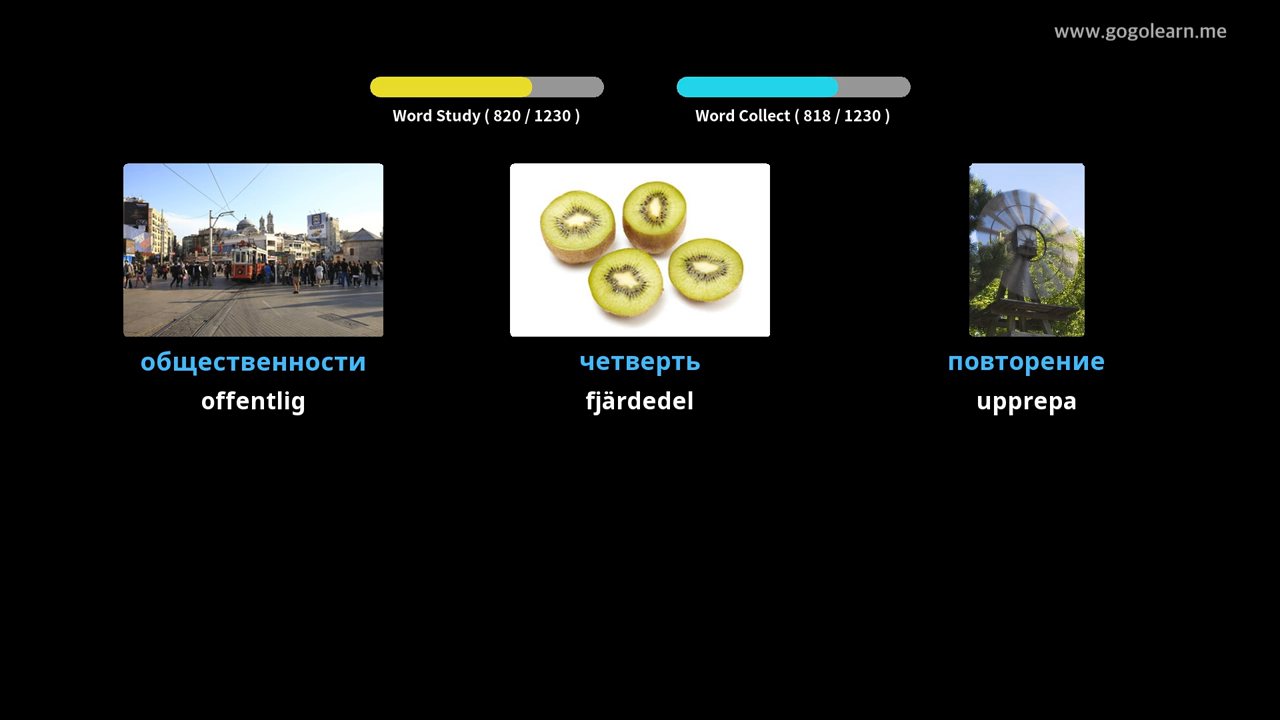 www.gogolearn.me
Word Study ( 820 / 1230 )
Word Collect ( 818 / 1230 )
общественности
четверть
повторение
offentlig
fjärdedel
upprepa